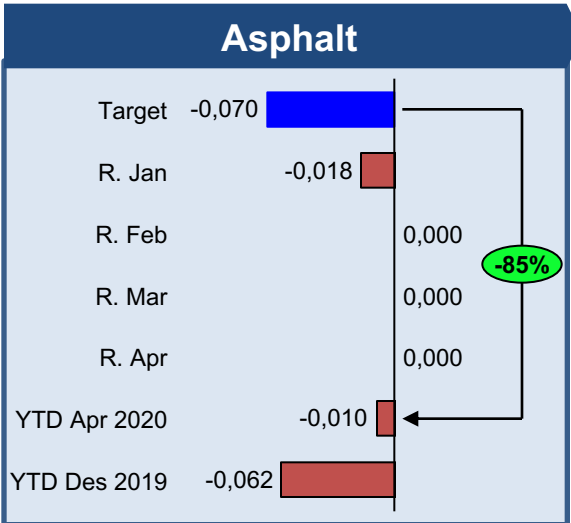 Asphalt
Target -0,070
R. Jan -0,018
R. Feb 0,000
-85%
R. Mar 0,000
R. Apr 0,000
YTD Apr 2020 -0,010
YTD Des 2019 -0,062